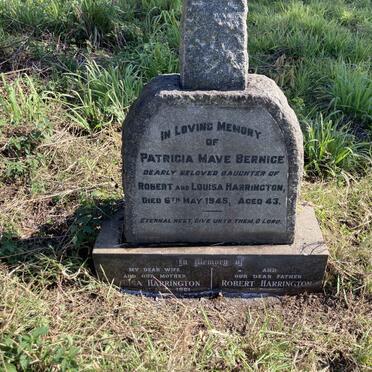 IN LOVING MEMORY
OF
PATRICIA MAVE BERNICE
DEARLY BELOVED DAUGHTER OF
ROBERT AND LOUISA HARRINGTON,
DIED 6TH MAY 1945, AGED 43.
ETERNAL REST, GIVE UNTO THEM, O LORD.
In Memory of
MY DEAR WIFE
AND OUR MOTHER
HARRINGTON
AND
OUR DEAR FATHER
ROBERT HARRINGTON